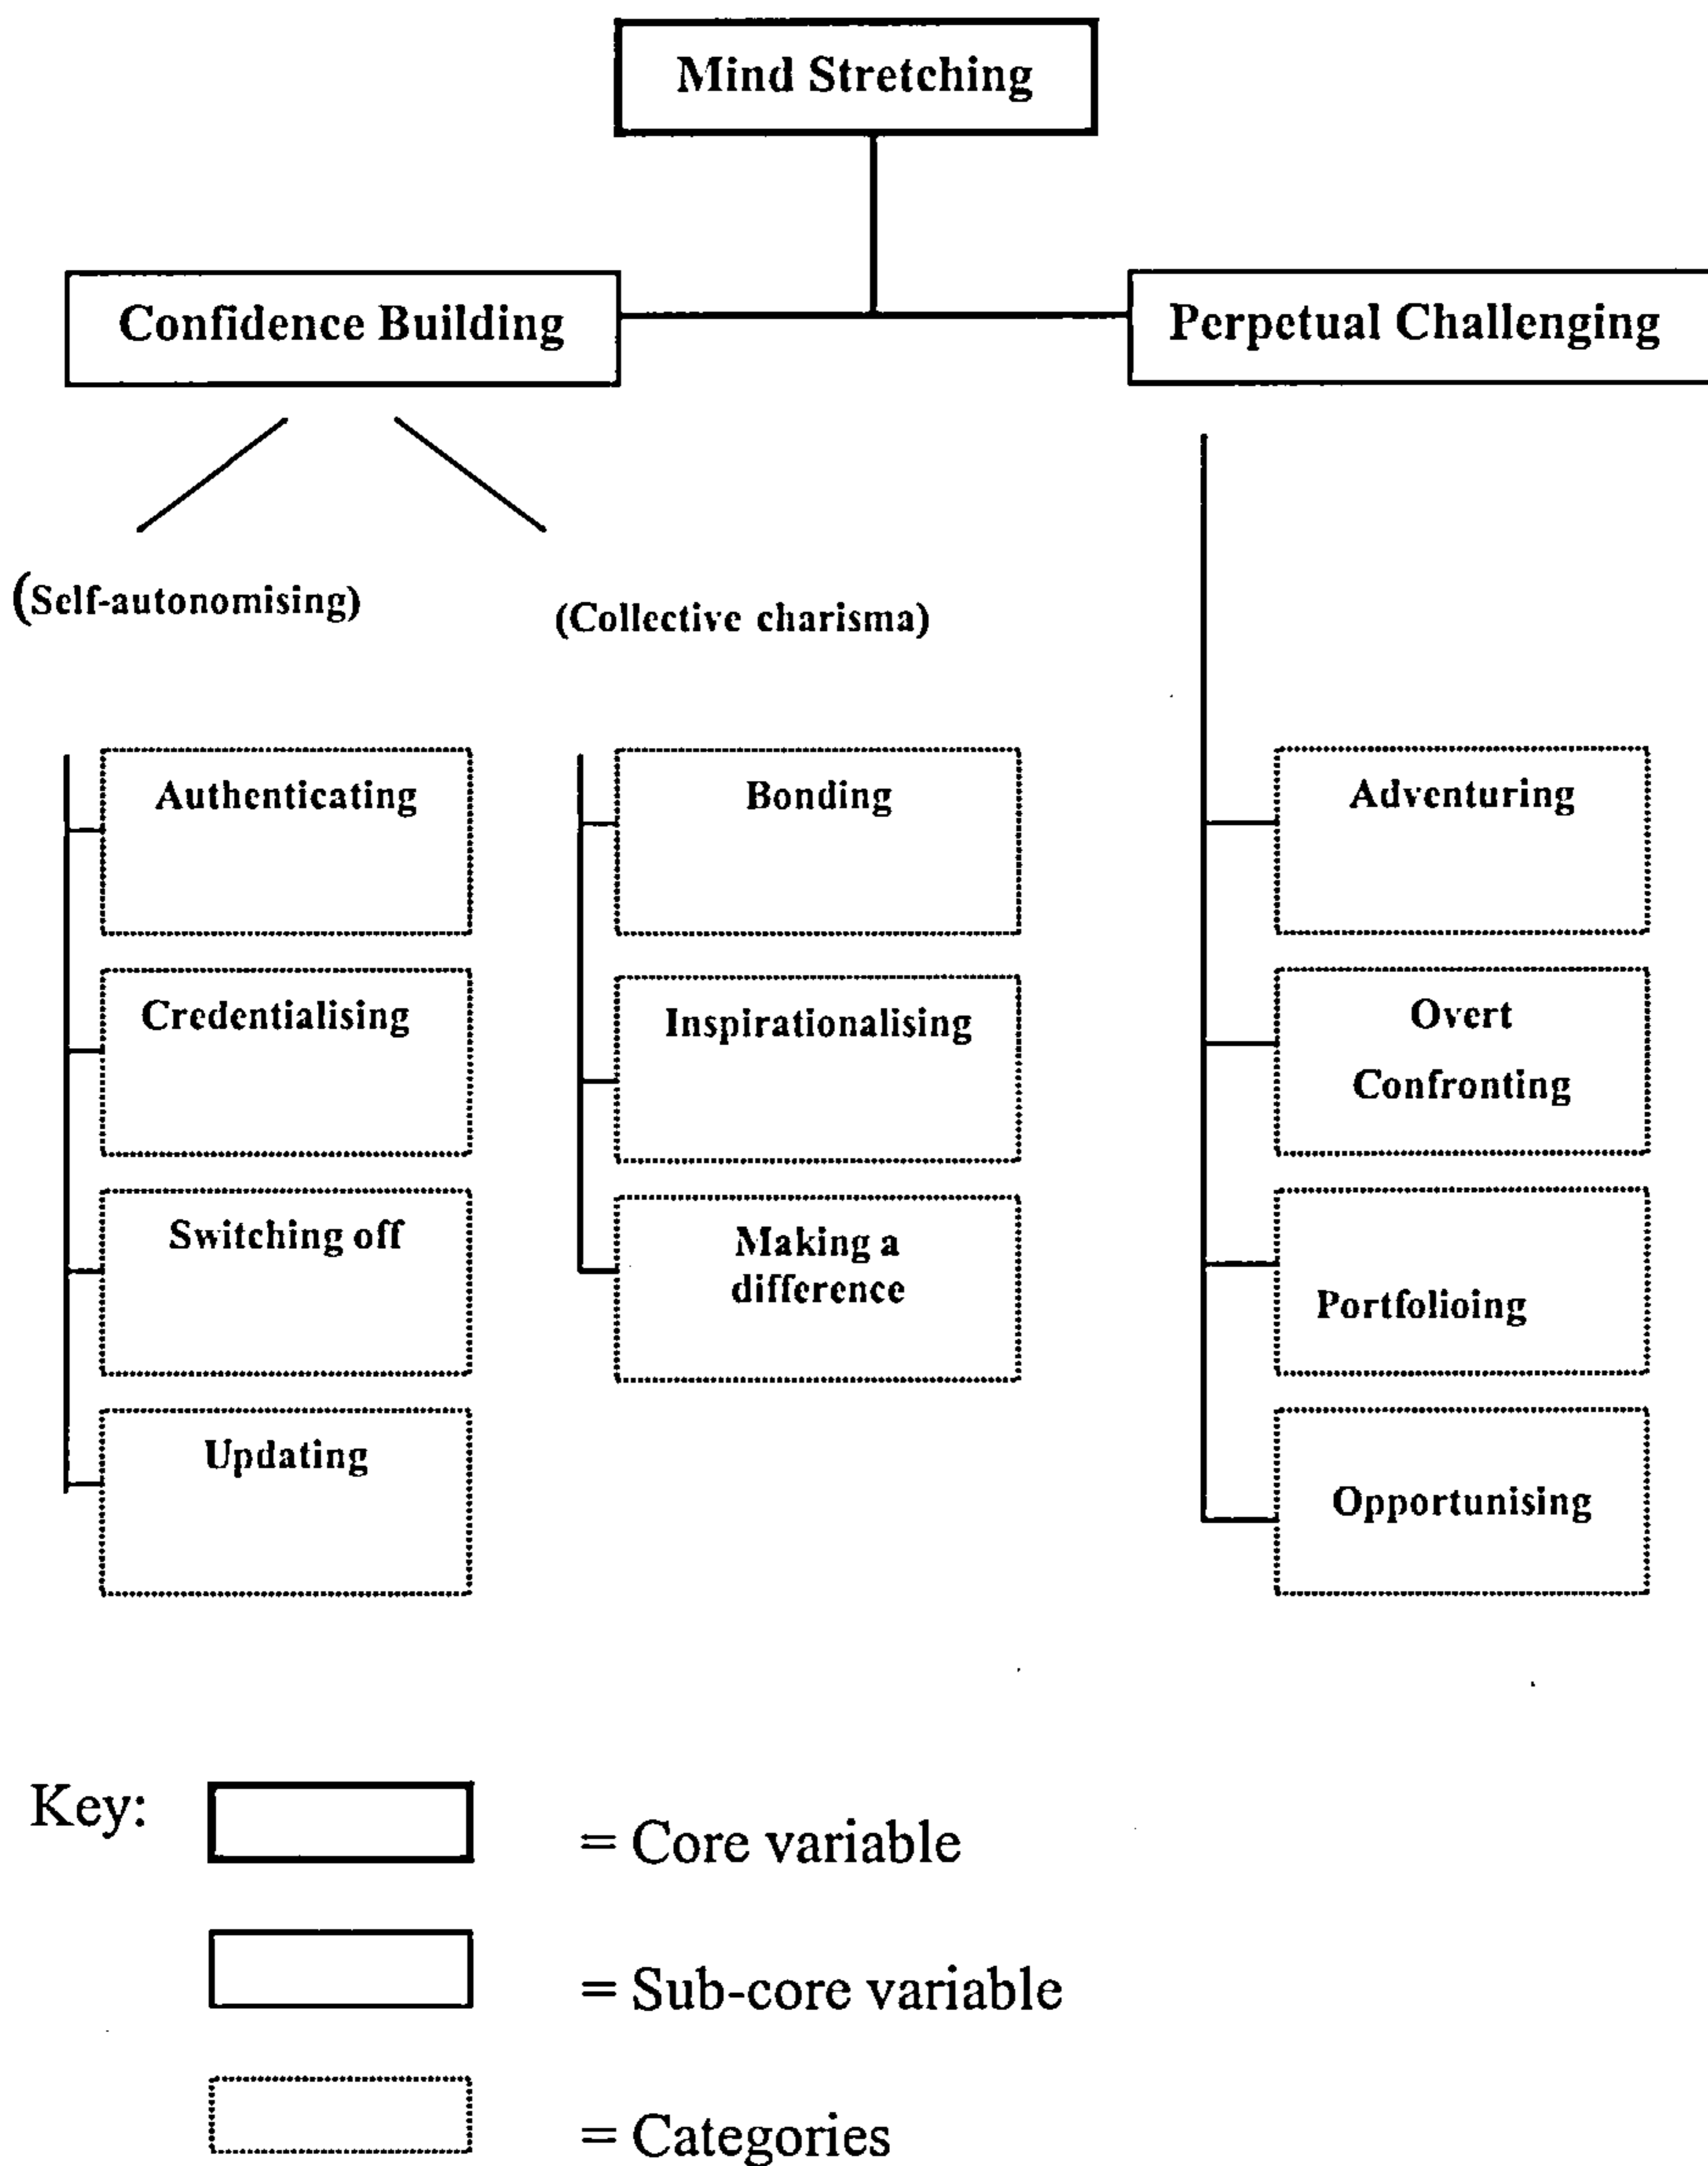 Mind Stretching
Confidence Building
Perpetual Challenging
(Self-autonomising)
(Collective charisma)
Authenticating
Credentialising
Switching off
Updating
Bonding
Inspirationalising
Making a
difference
Adventuring
Overt
Confronting
Portfolioing
Opportunising
Key:
= Core variable
= Sub-core variable
= Categories